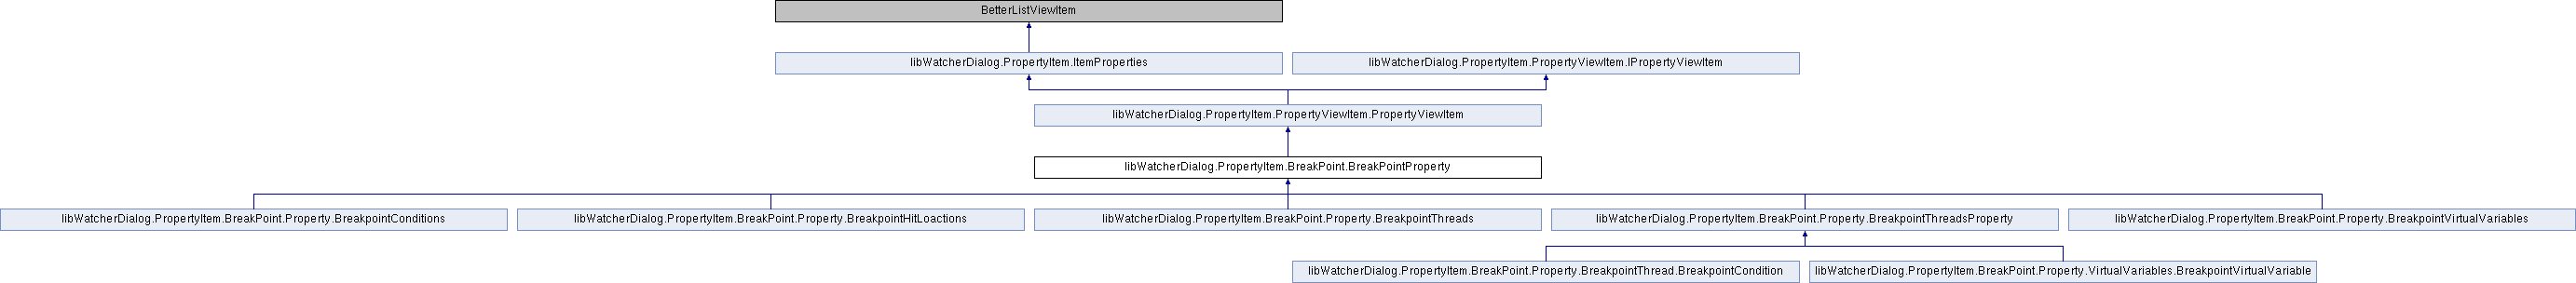 BetterListViewItem
libWatcherDialog.PropertyItem.ItemProperties
libWatcherDialog.PropertyItem.PropertyViewItem.IPropertyViewItem
libWatcherDialog.PropertyItem.PropertyViewItem.PropertyViewItem
libWatcherDialog.PropertyItem.BreakPoint.BreakPointProperty
libWatcherDialog.PropertyItem.BreakPoint.Property.BreakpointConditions
libWatcherDialog.PropertyItem.BreakPoint.Property.BreakpointHitLoactions
libWatcherDialog.PropertyItem.BreakPoint.Property.BreakpointThreads
libWatcherDialog.PropertyItem.BreakPoint.Property.BreakpointThreadsProperty
libWatcherDialog.PropertyItem.BreakPoint.Property.BreakpointVirtualVariables
libWatcherDialog.PropertyItem.BreakPoint.Property.BreakpointThread.BreakpointCondition
libWatcherDialog.PropertyItem.BreakPoint.Property.VirtualVariables.BreakpointVirtualVariable